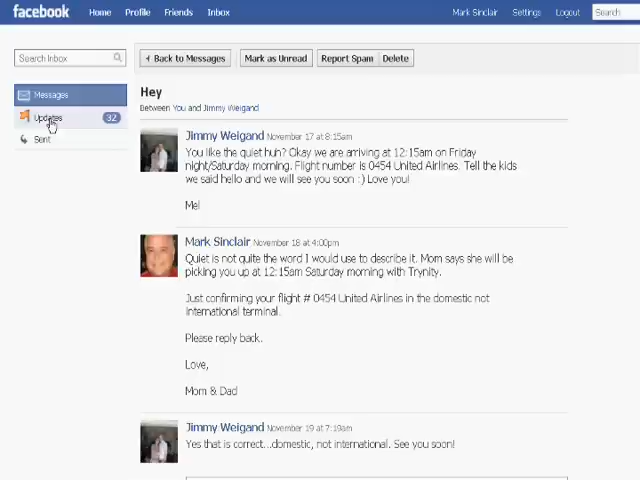 facebook Home Profile Friends Inbox Mark Sinclair Settings Logout Search
Search Inbox
Back to Messages Mark as Unread Report Spam Delete
Messages
Updates 32
Sent
Hey
Between You and Jimmy Weigand
Jimmy Weigand November 17 at 8:15am
You like the quiet huh? Okay we are arriving at 12:15am on Friday
night/Saturday morning. Flight number is 0454 United Airlines. Tell the kids
we said hello and we will see you soon :) Love you!
Mel
Mark Sinclair November 18 at 4:00pm
Quiet is not quite the word I would use to describe it. Mom says she will be
picking you up at 12:15am Saturday morning with Trynity.
Just confirming your flight # 0454 United Airlines in the domestic not
international terminal.
Please reply back.
Love,
Mom & Dad
Jimmy Weigand November 19 at 7:19am
Yes that is correct...domestic, not international. See you soon!